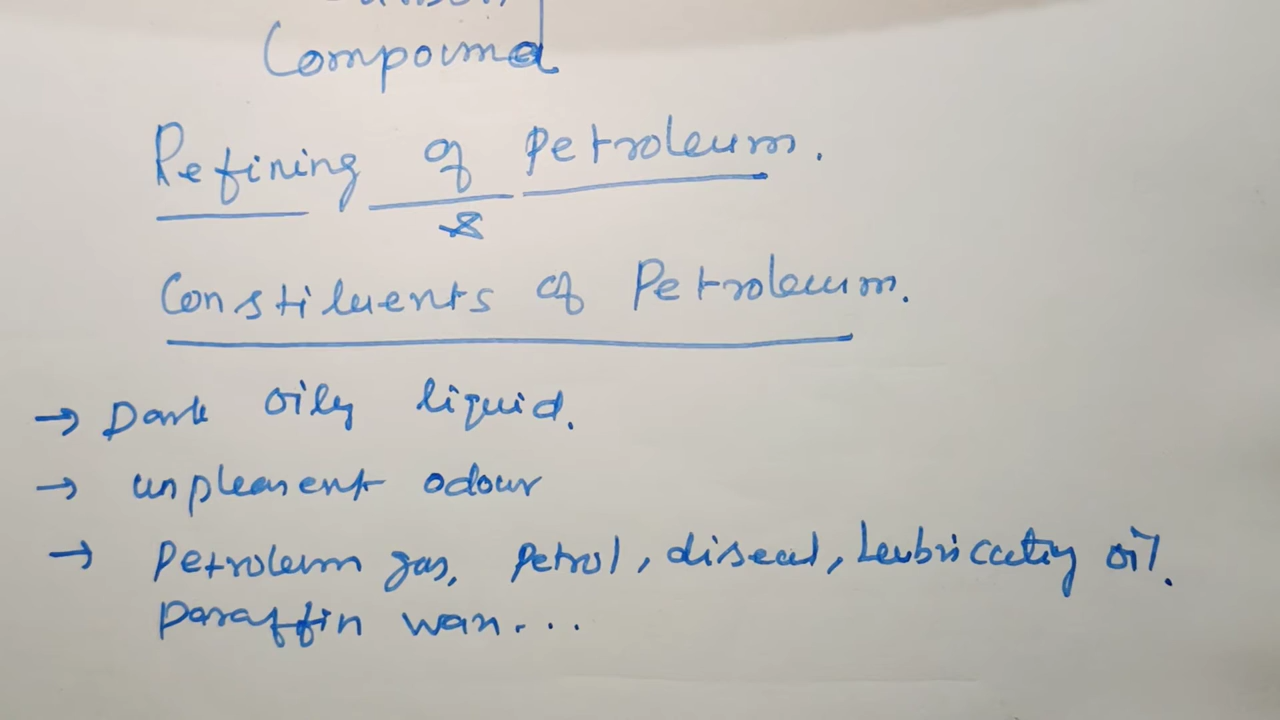 Compound
Refining of petroleum.
&
Constituents of Petroleum.
→ Dark oily liquid.
→ unpleasent odour
→ Petroleum gas, Petrol, diseal, Lubricating oil.
Paraffin wax...